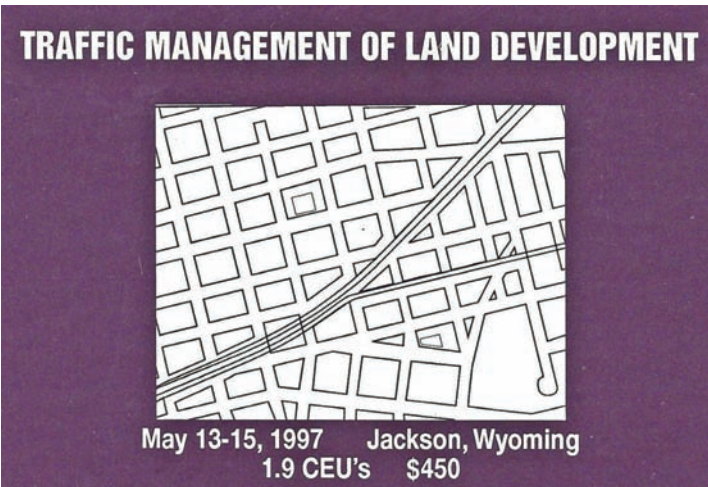 TRAFFIC MANAGEMENT OF LAND DEVELOPMENT
May 13-15, 1997 Jackson, Wyoming
1.9 CEU's $450